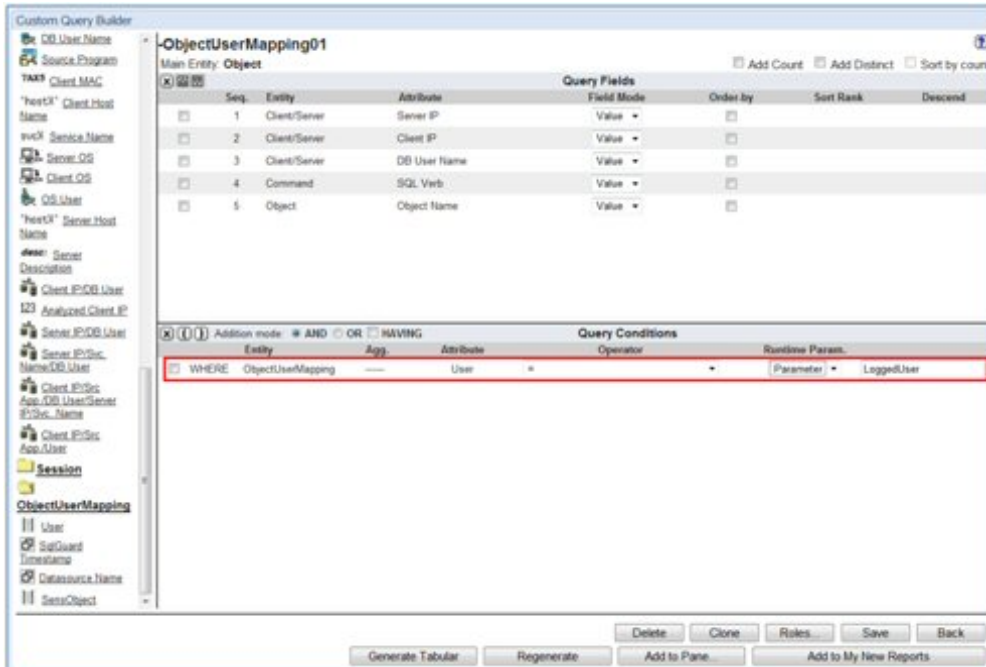 Custom Query Builder
DB User Name
Source Program
Client MAC
"hostX" Client Host
Name
svcX Service Name
Server OS
Client OS
OS User
"hostX" Server Host
Name
desc: Server
Description
Client IP/DB User
123 Analyzed Client IP
Server IP/DB User
Server IP/Svc.
Name/DB User
Client IP/Src
App./DB User/Server
IP/Svc. Name
Client IP/Src
App./User
Session
ObjectUserMapping
User
SqlGuard
Timestamp
Datasource Name
SensObject
-ObjectUserMapping01
Main Entity: Object
Add Count Add Distinct Sort by count
Query Fields
Seq. Entity Attribute Field Mode Order-by Sort Rank Descend
1 Client/Server Server IP Value
2 Client/Server Client IP Value
3 Client/Server DB User Name Value
4 Command SQL Verb Value
5 Object Object Name Value
Addition mode: AND OR HAVING Query Conditions
Entity Agg. Attribute Operator Runtime Param.
WHERE ObjectUserMapping ---- User = Parameter LoggedUser
Delete Clone Roles... Save Back
Generate Tabular Regenerate Add to Pane... Add to My New Reports